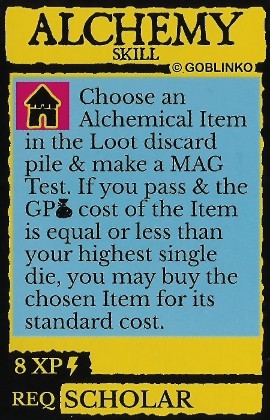 ALCHEMY
SKILL
© GOBLINKO
Choose an
Alchemical Item
in the Loot discard
pile & make a MAG
Test. If you pass & the
GP cost of the Item
is equal or less than
your highest single
die, you may buy the
chosen Item for its
standard cost.
8 XP
REQ SCHOLAR